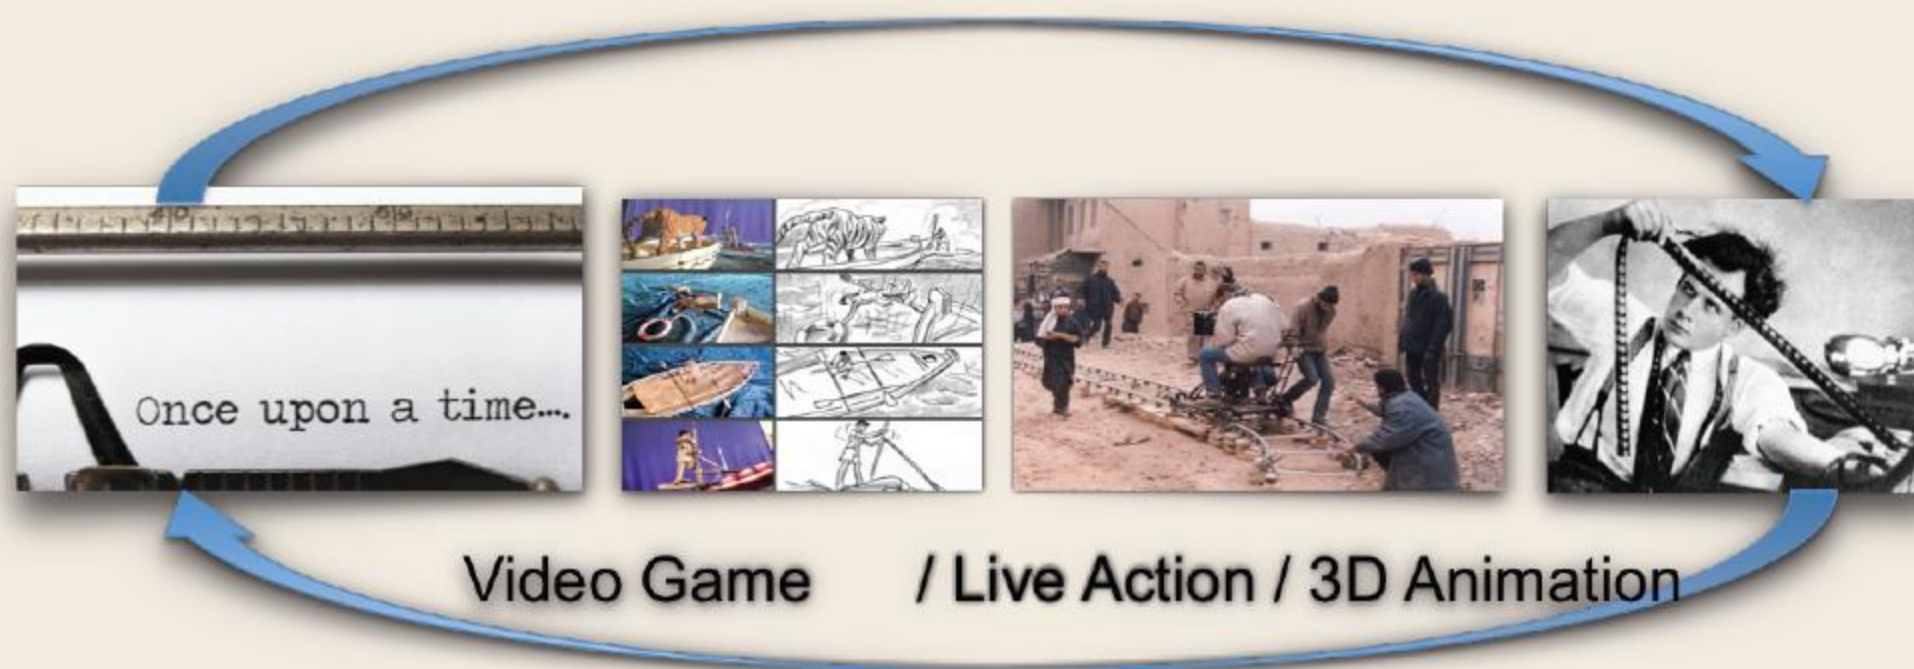 Once upon a time....
Video Game / Live Action / 3D Animation